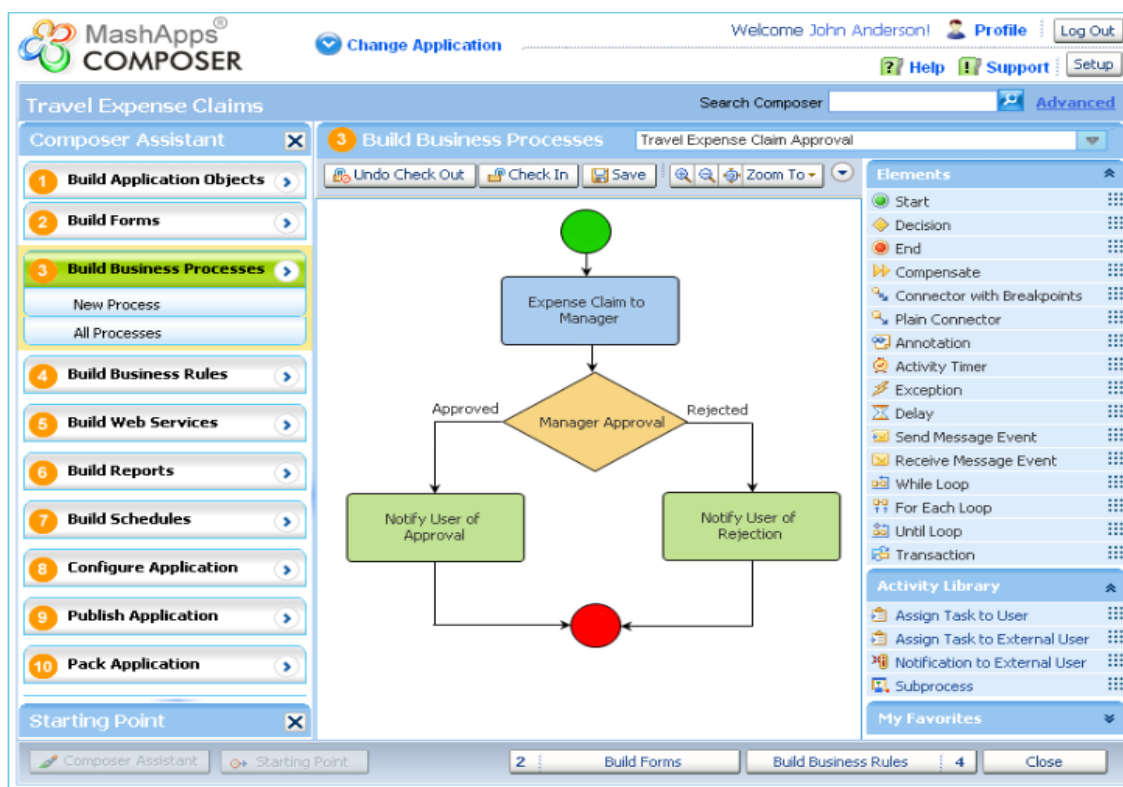 MashApps®
COMPOSER
Change Application
Welcome John Anderson!
Profile
Log Out
Help
Support
Setup
Travel Expense Claims
Search Composer
Advanced
Composer Assistant
1 Build Application Objects
2 Build Forms
3 Build Business Processes
New Process
All Processes
4 Build Business Rules
5 Build Web Services
6 Build Reports
7 Build Schedules
8 Configure Application
9 Publish Application
10 Pack Application
Starting Point
3 Build Business Processes
Travel Expense Claim Approval
Undo Check Out
Check In
Save
Zoom To
Expense Claim to
Manager
Approved
Manager Approval
Rejected
Notify User of
Approval
Notify User of
Rejection
Elements
Start
Decision
End
Compensate
Connector with Breakpoints
Plain Connector
Annotation
Activity Timer
Exception
Delay
Send Message Event
Receive Message Event
While Loop
For Each Loop
Until Loop
Transaction
Activity Library
Assign Task to User
Assign Task to External User
Notification to External User
Subprocess
My Favorites
Composer Assistant
Starting Point
2 Build Forms
Build Business Rules 4
Close